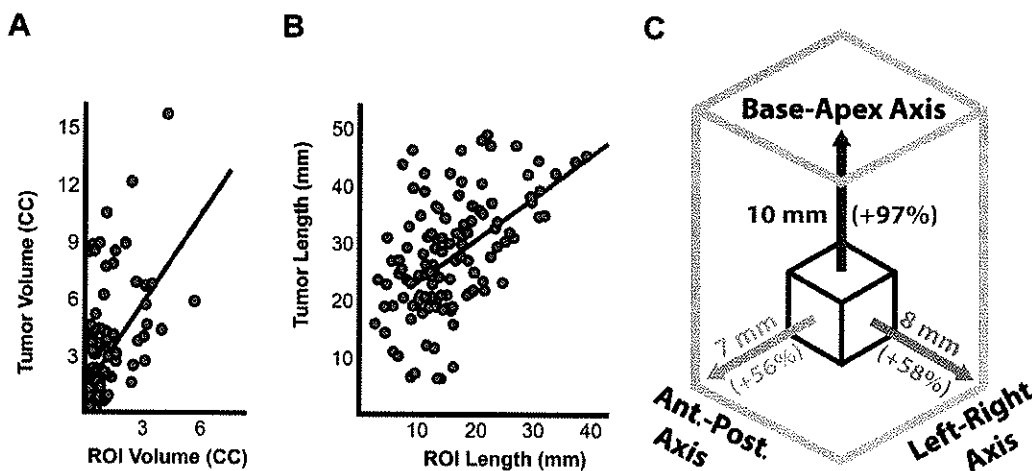 A
B
C
Tumor Volume (CC)
15
12
9
6
3
3
6
ROI Volume (CC)
Tumor Length (mm)
50
40
30
20
10
10
20
30
40
ROI Length (mm)
Base-Apex Axis
10 mm (+97%)
7 mm
(+56%)
8 mm
(+58%)
Ant.-Post.
Axis
Left-Right
Axis